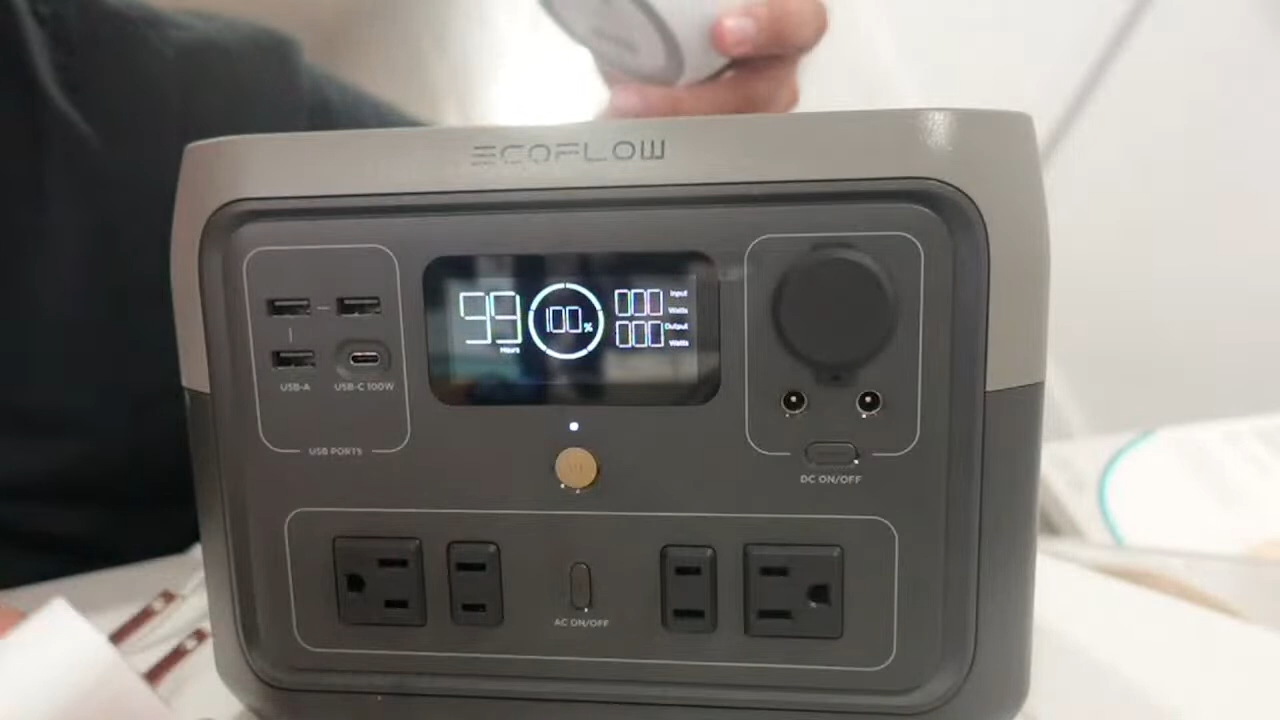 ECOFLOW
99
Hours
100%
000 Input Watts
000 Output Watts
USB-A
USB-C 100W
USB PORTS
DC ON/OFF
AC ON/OFF